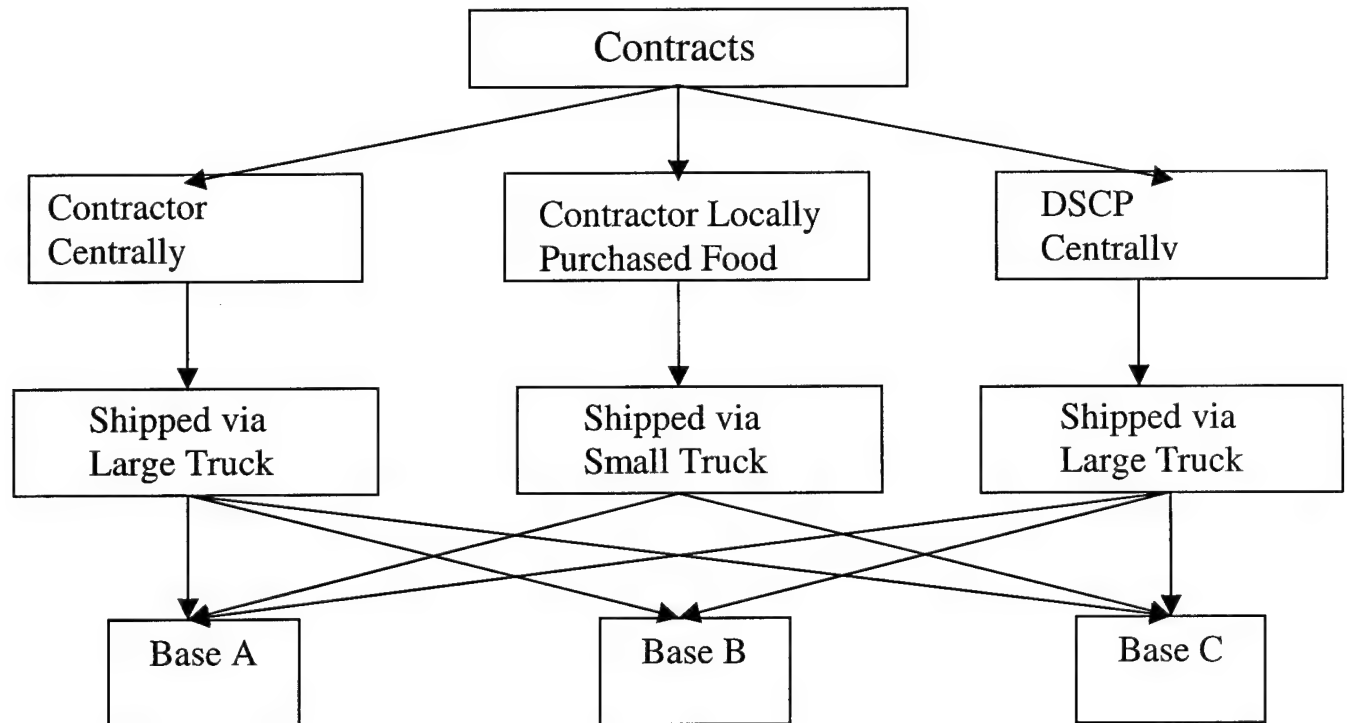 Contracts
Contractor
Centrally
Contractor Locally
Purchased Food
DSCP
Centrallv
Shipped via
Large Truck
Shipped via
Small Truck
Shipped via
Large Truck
Base A
Base B
Base C